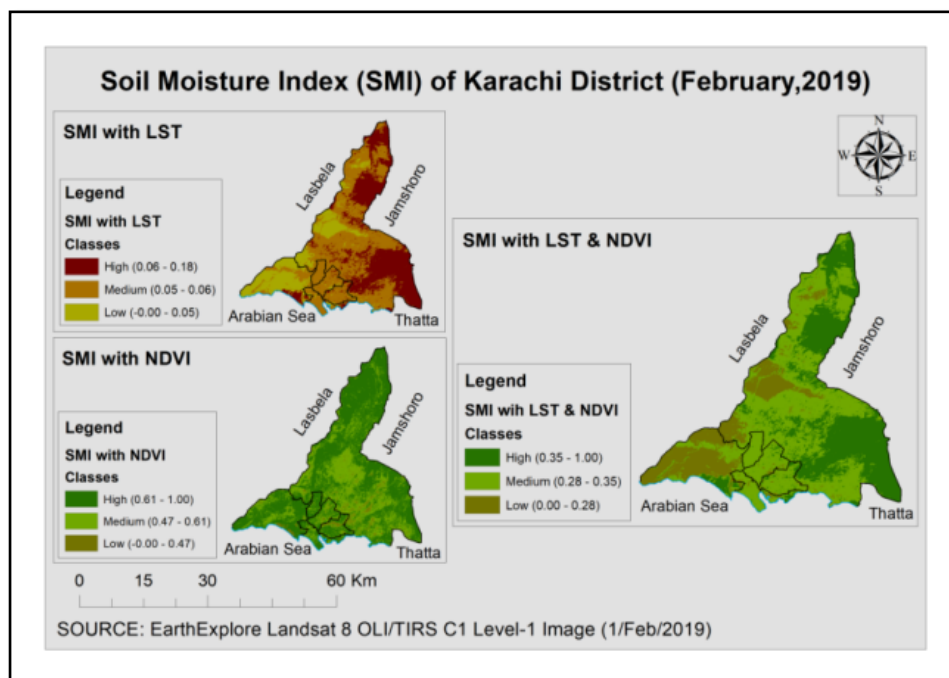 Soil Moisture Index (SMI) of Karachi District (February,2019)
SMI with LST
Lasbela
Jamshoro
Legend
SMI with LST
Classes
High (0.06 - 0.18)
Medium (0.05 - 0.06)
Low (-0.00 - 0.05)
Arabian Sea
Thatta
N
W
E
S
SMI with NDVI
Lasbela
Jamshoro
Legend
SMI with NDVI
Classes
High (0.61 - 1.00)
Medium (0.47 - 0.61)
Low (-0.00 - 0.47)
Arabian Sea
Thatta
SMI with LST & NDVI
Lasbela
Jamshoro
Legend
SMI wih LST & NDVI
Classes
High (0.35 - 1.00)
Medium (0.28 - 0.35)
Low (0.00 - 0.28)
Arabian Sea
Thatta
0 15 30 60 Km
SOURCE: EarthExplore Landsat 8 OLI/TIRS C1 Level-1 Image (1/Feb/2019)